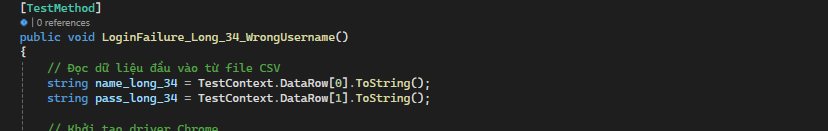 [TestMethod]
| 0 references
public void LoginFailure_Long_34_WrongUsername()
{
// Đọc dữ liệu đầu vào từ file CSV
string name_long_34 = TestContext.DataRow[0].ToString();
string pass_long_34 = TestContext.DataRow[1].ToString();
// Khởi tạo driver Chrome